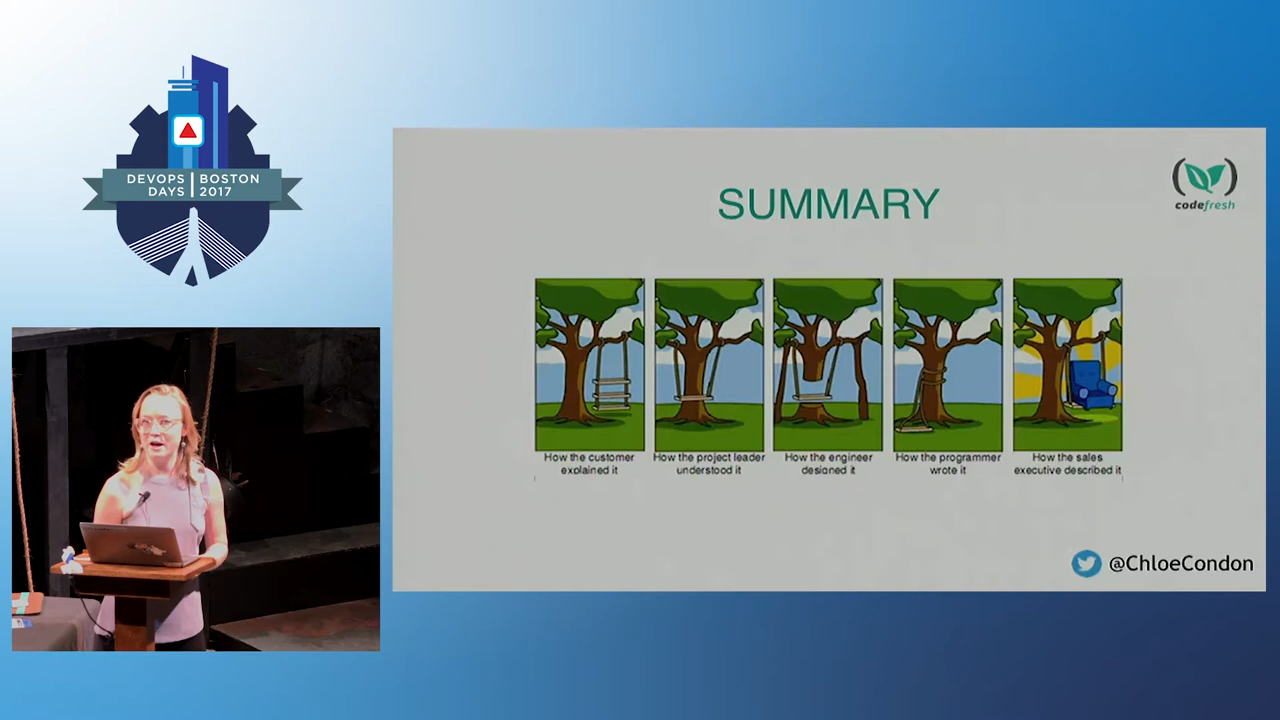 DEVOPS BOSTON
DAYS 2017
SUMMARY
codefresh
How the customer
explained it
How the project leader
understood it
How the engineer
designed it
How the programmer
wrote it
How the sales
executive described it
@ChloeCondon